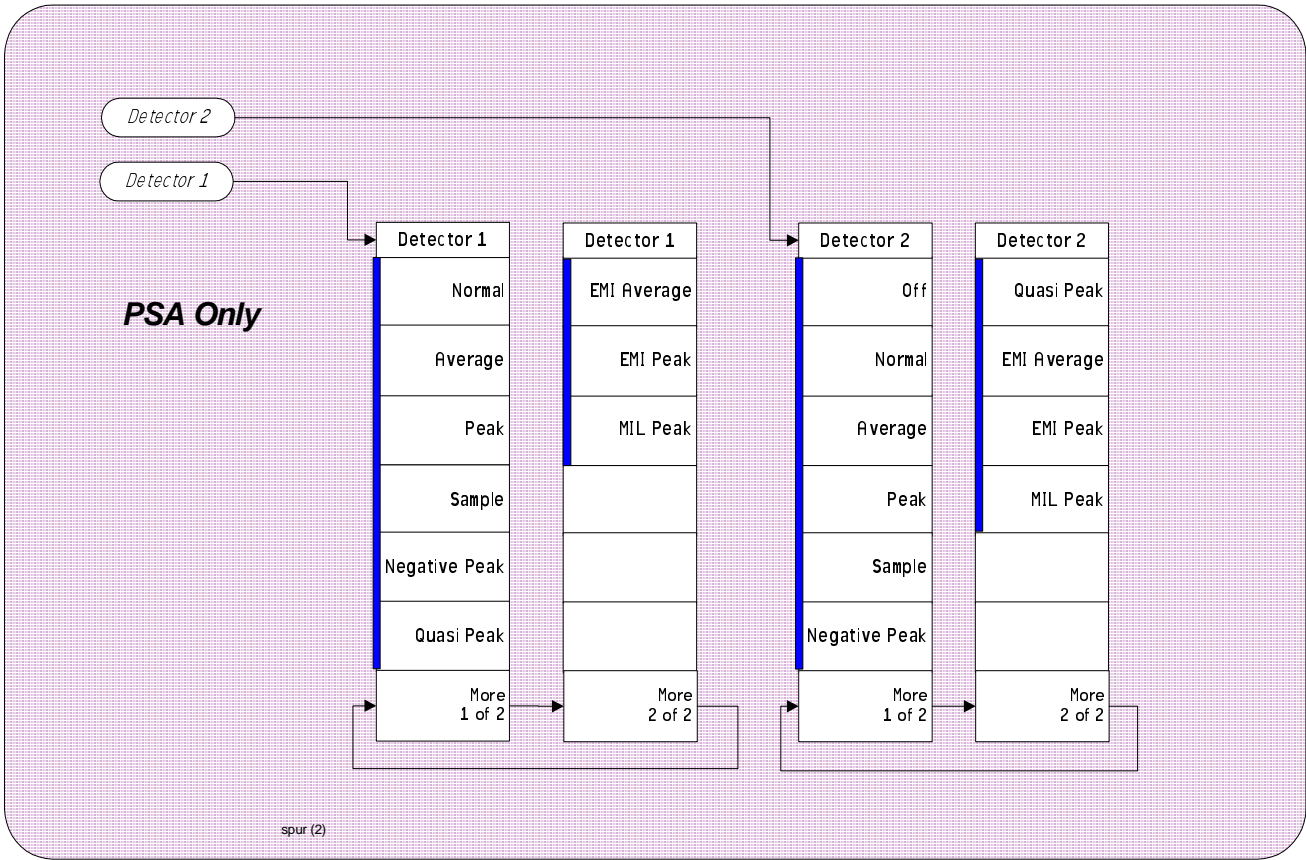 Detector 2
Detector 1
PSA Only
Detector 1
Normal
Average
Peak
Sample
Negative Peak
Quasi Peak
More
1 of 2
Detector 1
EMI Average
EMI Peak
MIL Peak
More
2 of 2
Detector 2
Off
Normal
Average
Peak
Sample
Negative Peak
More
1 of 2
Detector 2
Quasi Peak
EMI Average
EMI Peak
MIL Peak
More
2 of 2
spur (2)